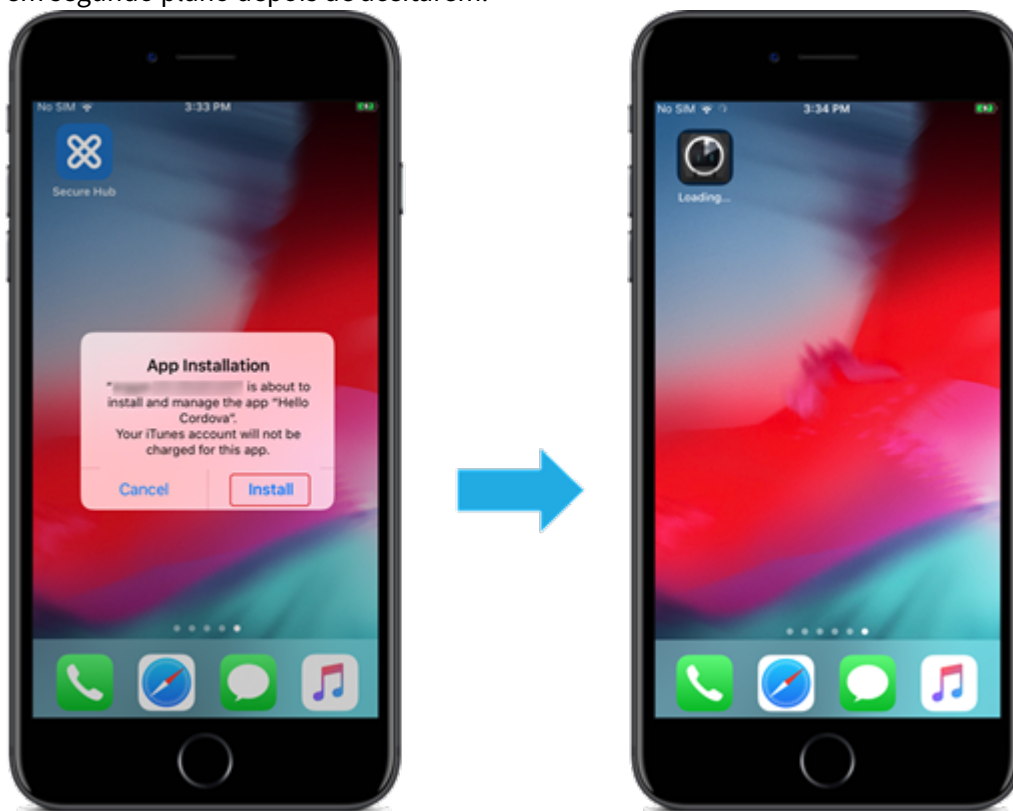 em segundo plano depois de aceitarem.
No SIM 3:33 PM
Secure Hub
App Installation
" is about to
install and manage the app "Hello
Cordova".
Your iTunes account will not be
charged for this app.
Cancel Install
No SIM 3:34 PM
Loading...